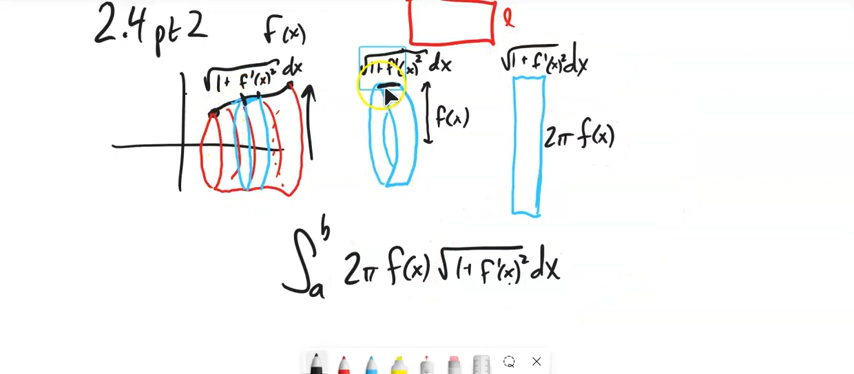 2.4 pt 2
f(x)
l
√1 + f'(x)² dx
√1 + f'(x)² dx
f(x)
√1 + f'(x)² dx
2π f(x)
∫ₐᵇ 2π f(x) √1 + f'(x)² dx